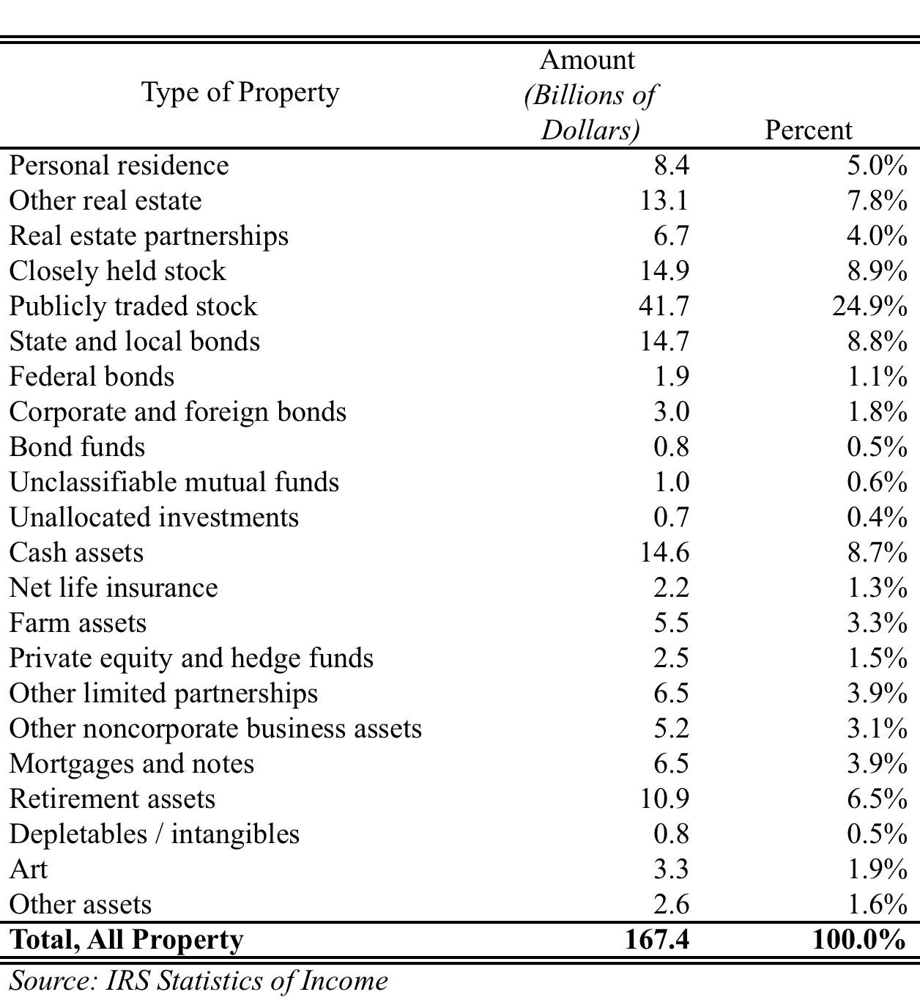 Type of Property
Amount
(Billions of
Dollars)
Percent
Personal residence 8.4 5.0%
Other real estate 13.1 7.8%
Real estate partnerships 6.7 4.0%
Closely held stock 14.9 8.9%
Publicly traded stock 41.7 24.9%
State and local bonds 14.7 8.8%
Federal bonds 1.9 1.1%
Corporate and foreign bonds 3.0 1.8%
Bond funds 0.8 0.5%
Unclassifiable mutual funds 1.0 0.6%
Unallocated investments 0.7 0.4%
Cash assets 14.6 8.7%
Net life insurance 2.2 1.3%
Farm assets 5.5 3.3%
Private equity and hedge funds 2.5 1.5%
Other limited partnerships 6.5 3.9%
Other noncorporate business assets 5.2 3.1%
Mortgages and notes 6.5 3.9%
Retirement assets 10.9 6.5%
Depletables / intangibles 0.8 0.5%
Art 3.3 1.9%
Other assets 2.6 1.6%
Total, All Property 167.4 100.0%
Source: IRS Statistics of Income